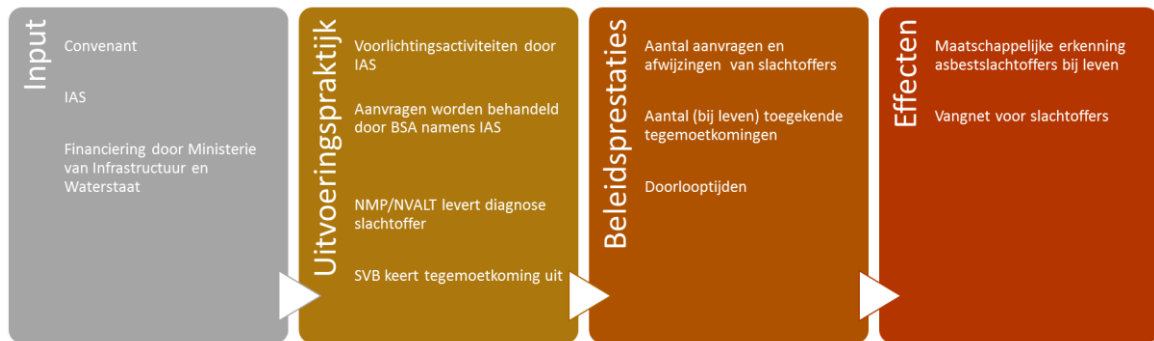 Input
Convenant
IAS
Financiering door Ministerie
van Infrastructuur en
Waterstaat
Uitvoeringspraktijk
Voorlichtingsactiviteiten door
IAS
Aanvragen worden behandeld
door BSA namens IAS
NMP/NVALT levert diagnose
slachtoffer
SVB keert tegemoetkoming uit
Beleidsprestaties
Aantal aanvragen en
afwijzingen van slachtoffers
Aantal (bij leven) toegekende
tegemoetkomingen
Doorlooptijden
Effecten
Maatschappelijke erkenning
asbestslachtoffers bij leven
Vangnet voor slachtoffers